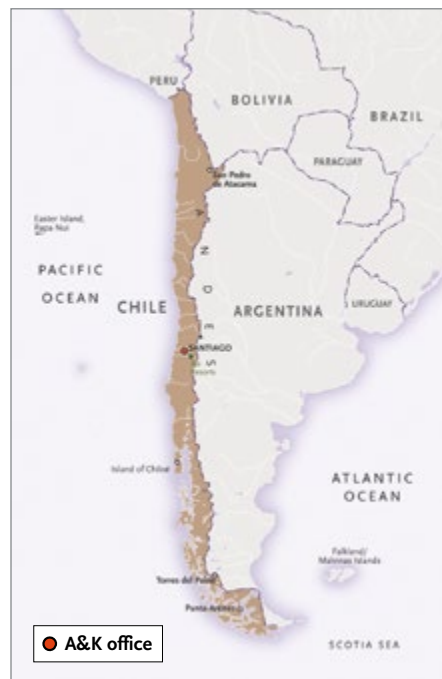 PERU
BOLIVIA
BRAZIL
PARAGUAY
San Pedro
de Atacama
Easter Island,
Rapa Nui
A N D E S
PACIFIC
OCEAN
CHILE
ARGENTINA
URUGUAY
SANTIAGO
Resorts
Island of Chiloé
ATLANTIC
OCEAN
Falkland/
Malvinas Islands
Torres del Paine
Punta Arenas
SCOTIA SEA
A&K office